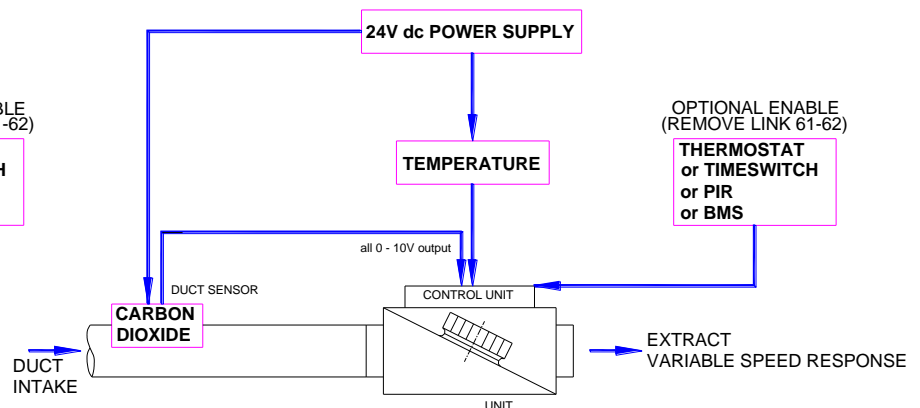 24V dc POWER SUPPLY
BLE
-62)
H
OPTIONAL ENABLE
(REMOVE LINK 61-62)
THERMOSTAT
or TIMESWITCH
or PIR
or BMS
TEMPERATURE
all 0 - 10V output
DUCT SENSOR
CONTROL UNIT
CARBON
DIOXIDE
DUCT
INTAKE
EXTRACT
VARIABLE SPEED RESPONSE
UNIT